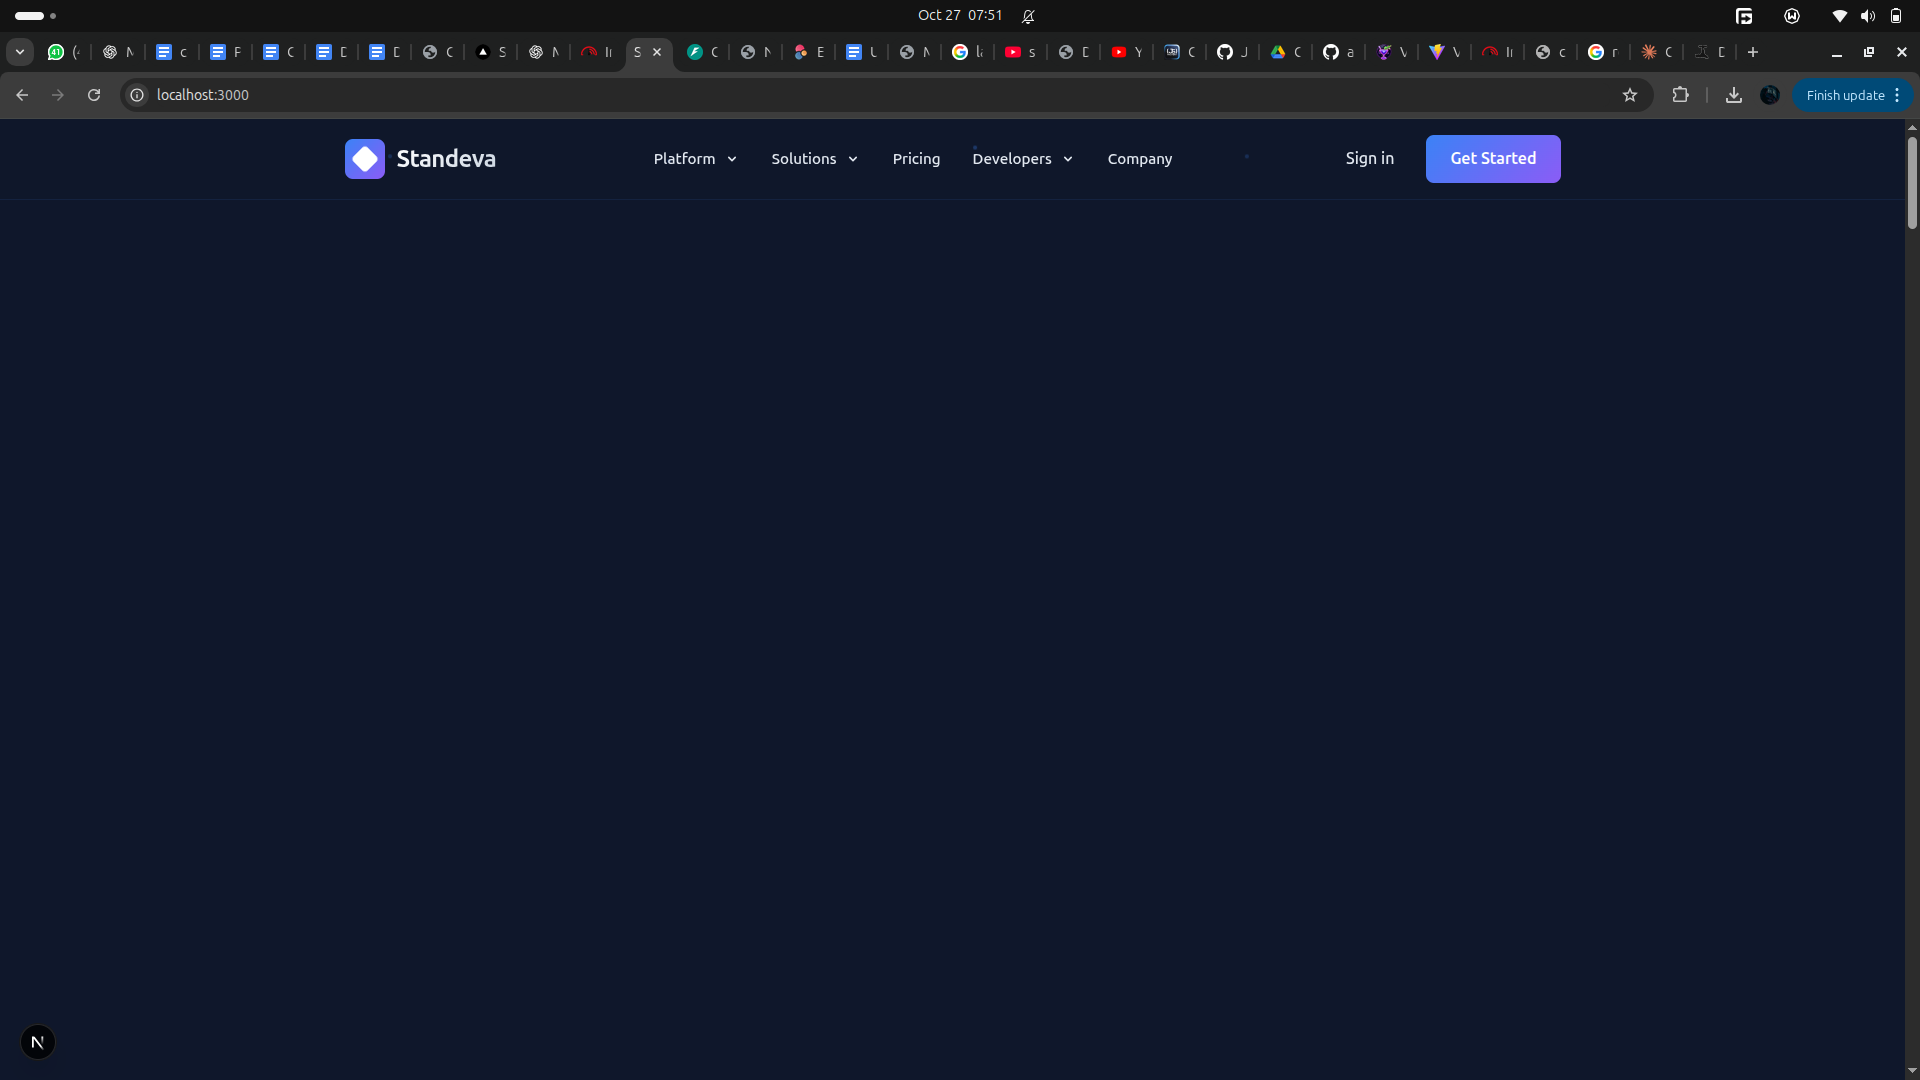 Oct 27 07:51
localhost:3000
Finish update
Standeva
Platform
Solutions
Pricing
Developers
Company
Sign in
Get Started